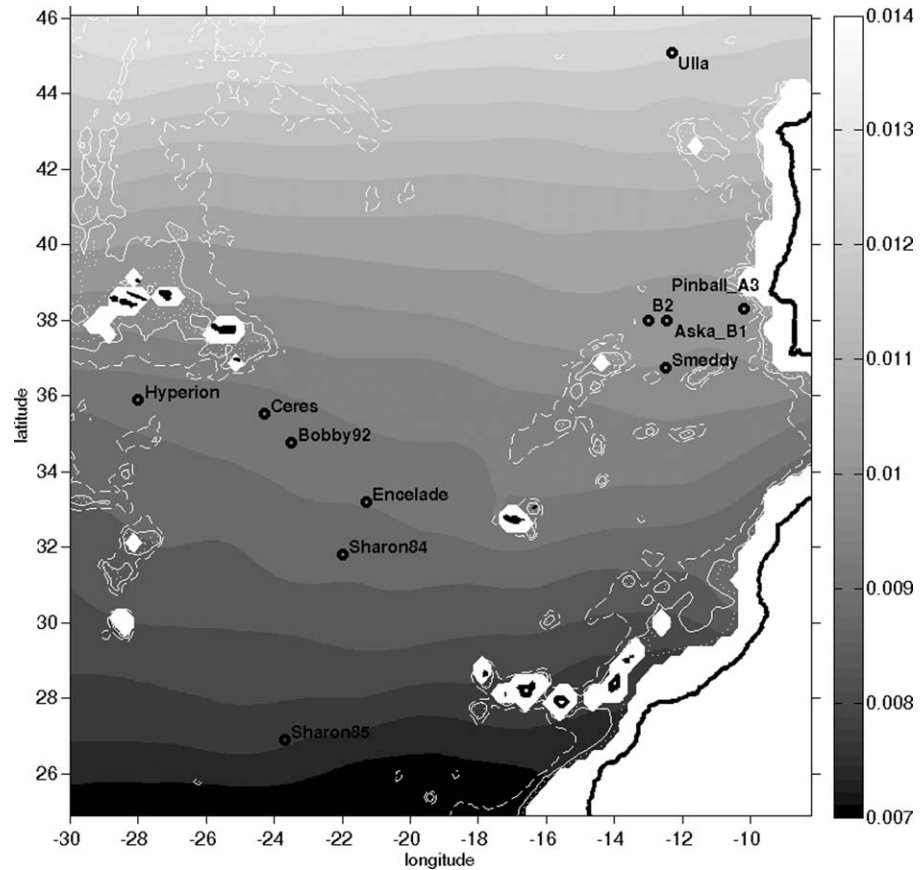 46
44
42
40
38
36
34
32
30
28
26
latitude
-30
-28
-26
-24
-22
-20
-18
-16
-14
-12
-10
longitude
Ulla
Pinball_A3
B2
Aska_B1
Smeddy
Hyperion
Ceres
Bobby92
Encelade
Sharon84
Sharon85
0.014
0.013
0.012
0.011
0.01
0.009
0.008
0.007